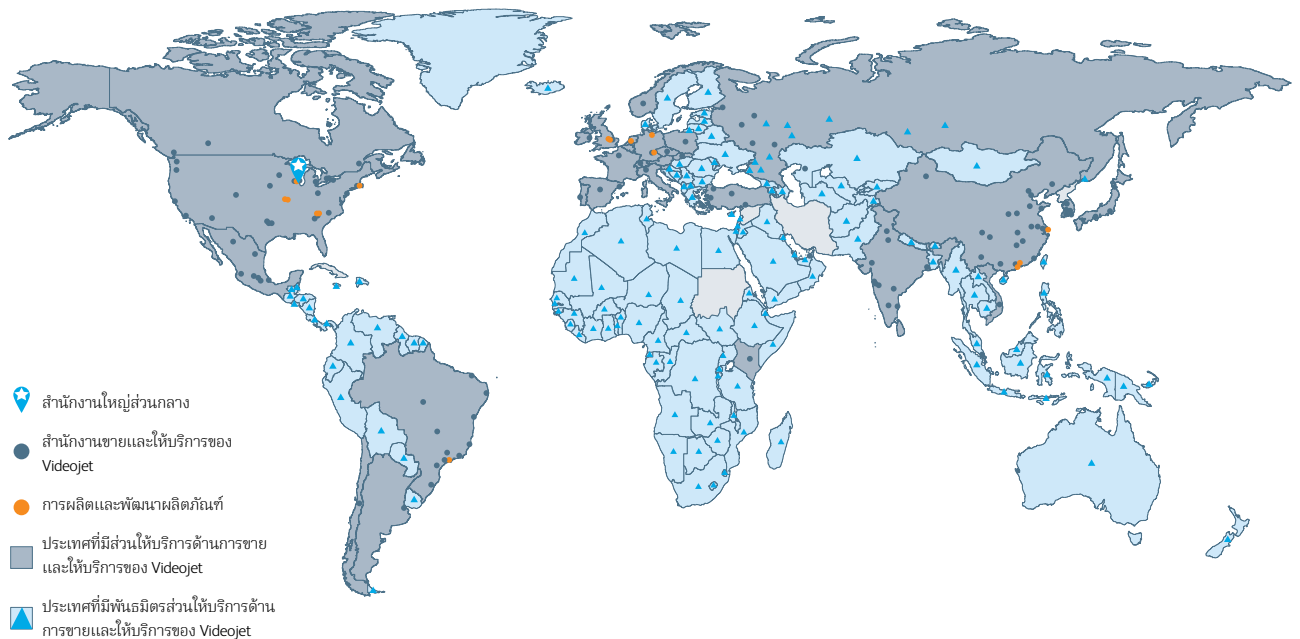 สำนักงานใหญ่ส่วนกลาง
สำนักงานขายและให้บริการของ
Videojet
การผลิตและพัฒนาผลิตภัณฑ์
ประเทศที่มีส่วนให้บริการด้านการขาย
และให้บริการของ Videojet
ประเทศที่มีพันธมิตรส่วนให้บริการด้าน
การขายและให้บริการของ Videojet